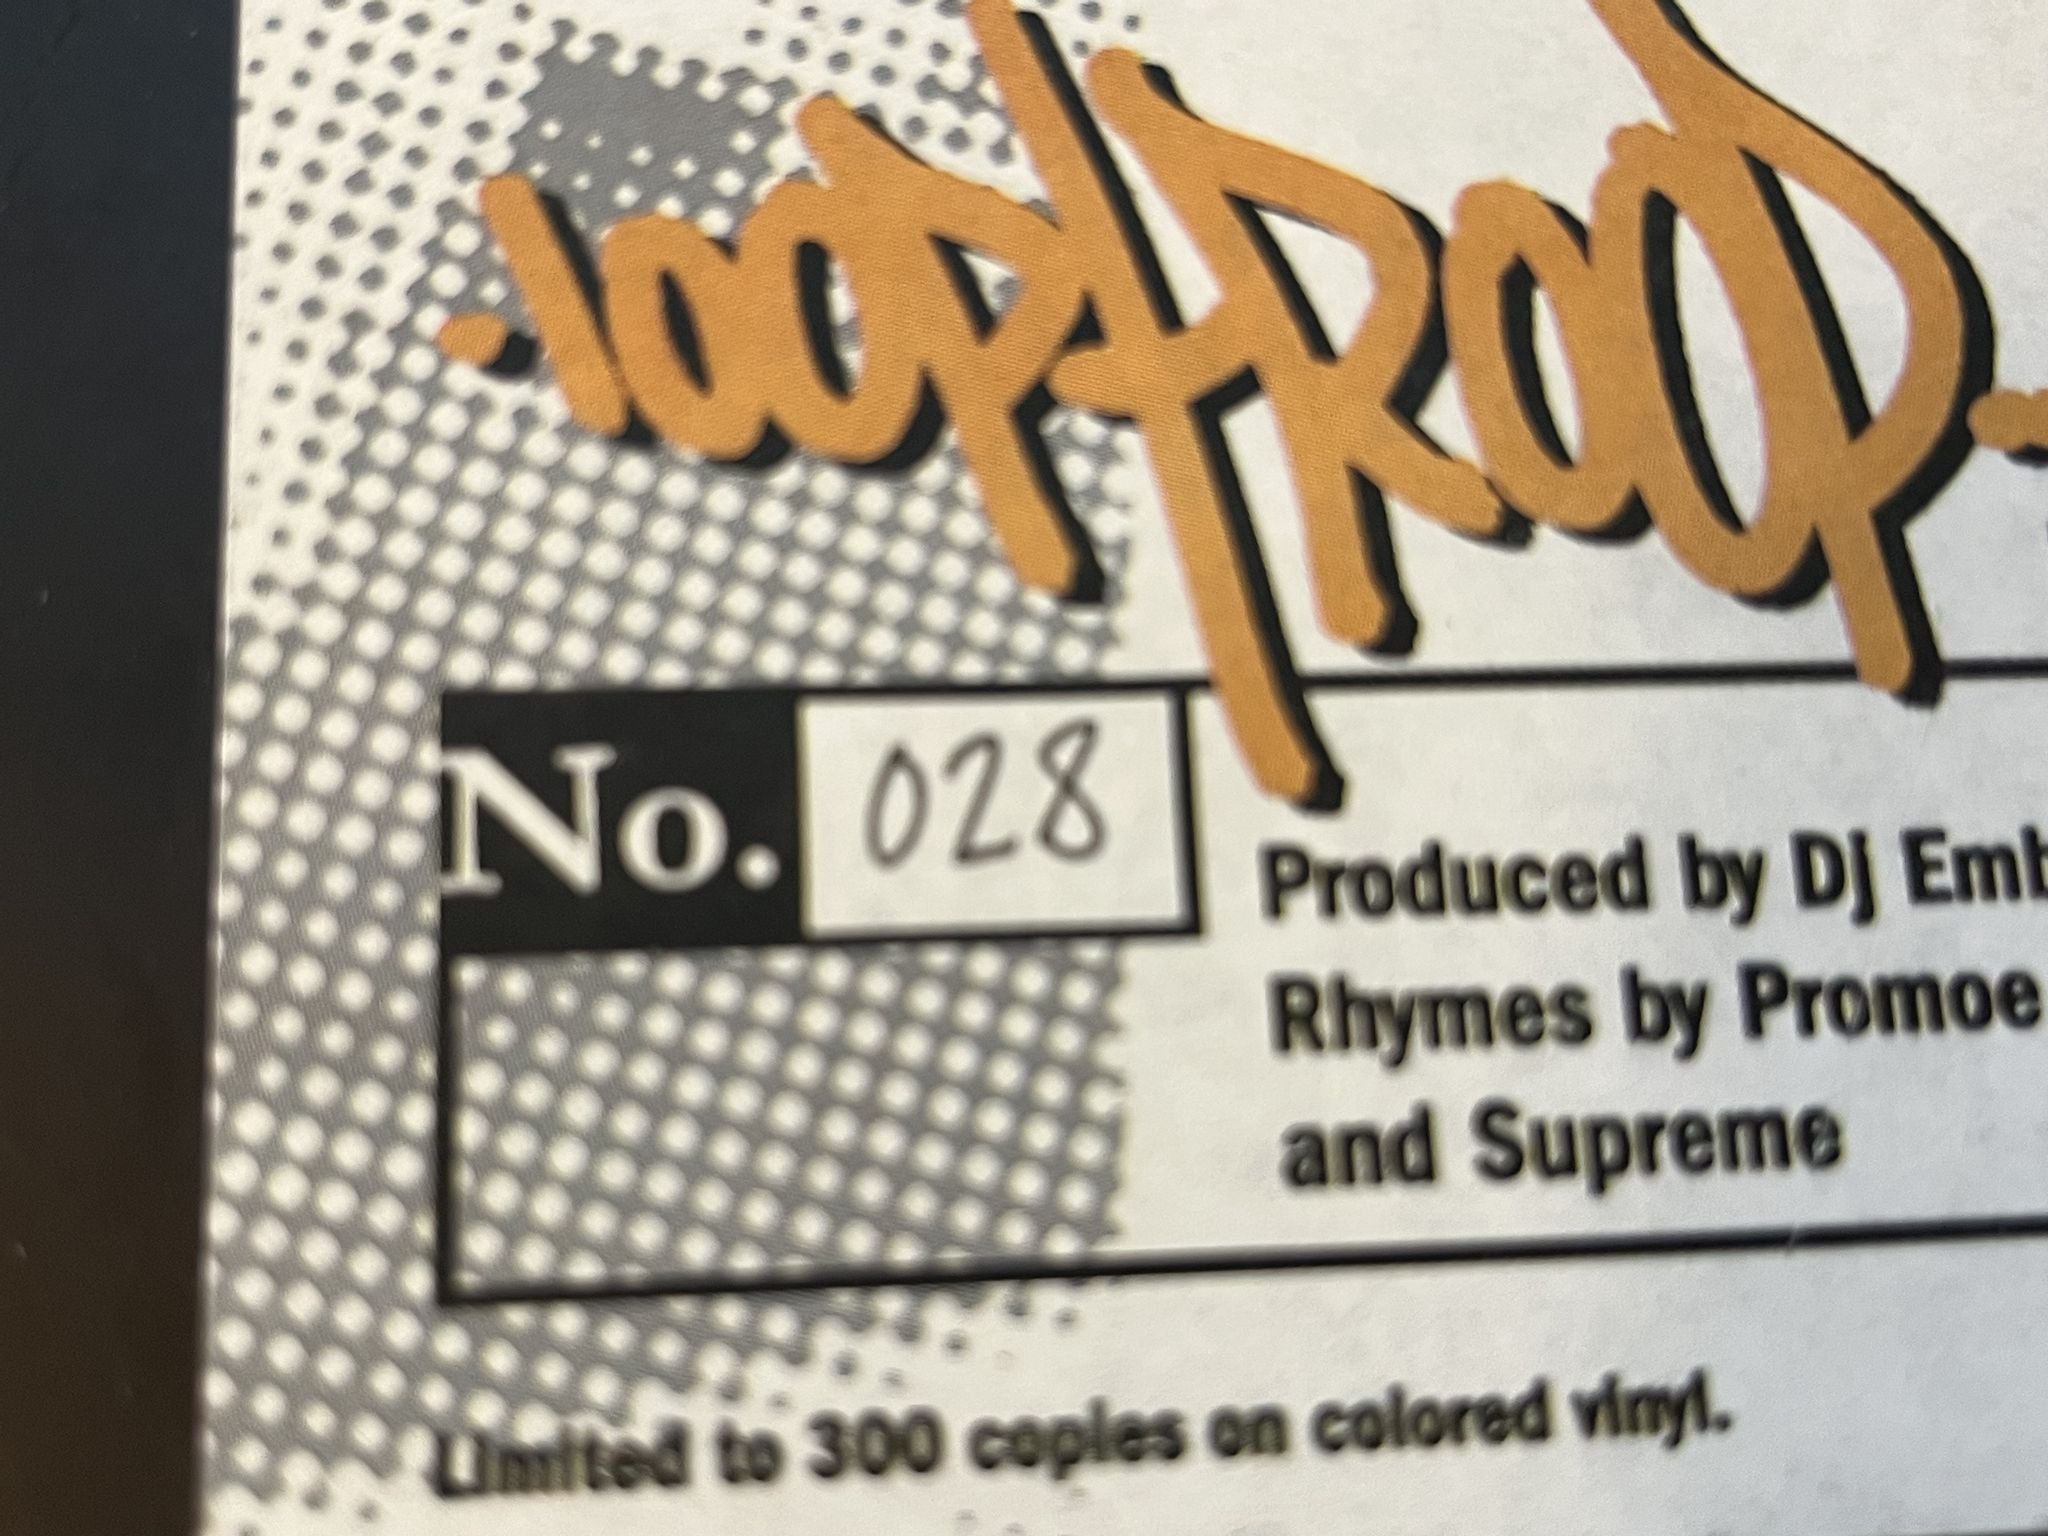 LOOPTROOP
No. 028
Produced by Dj Emb
Rhymes by Promoe
and Supreme
Limited to 300 copies on colored vinyl.